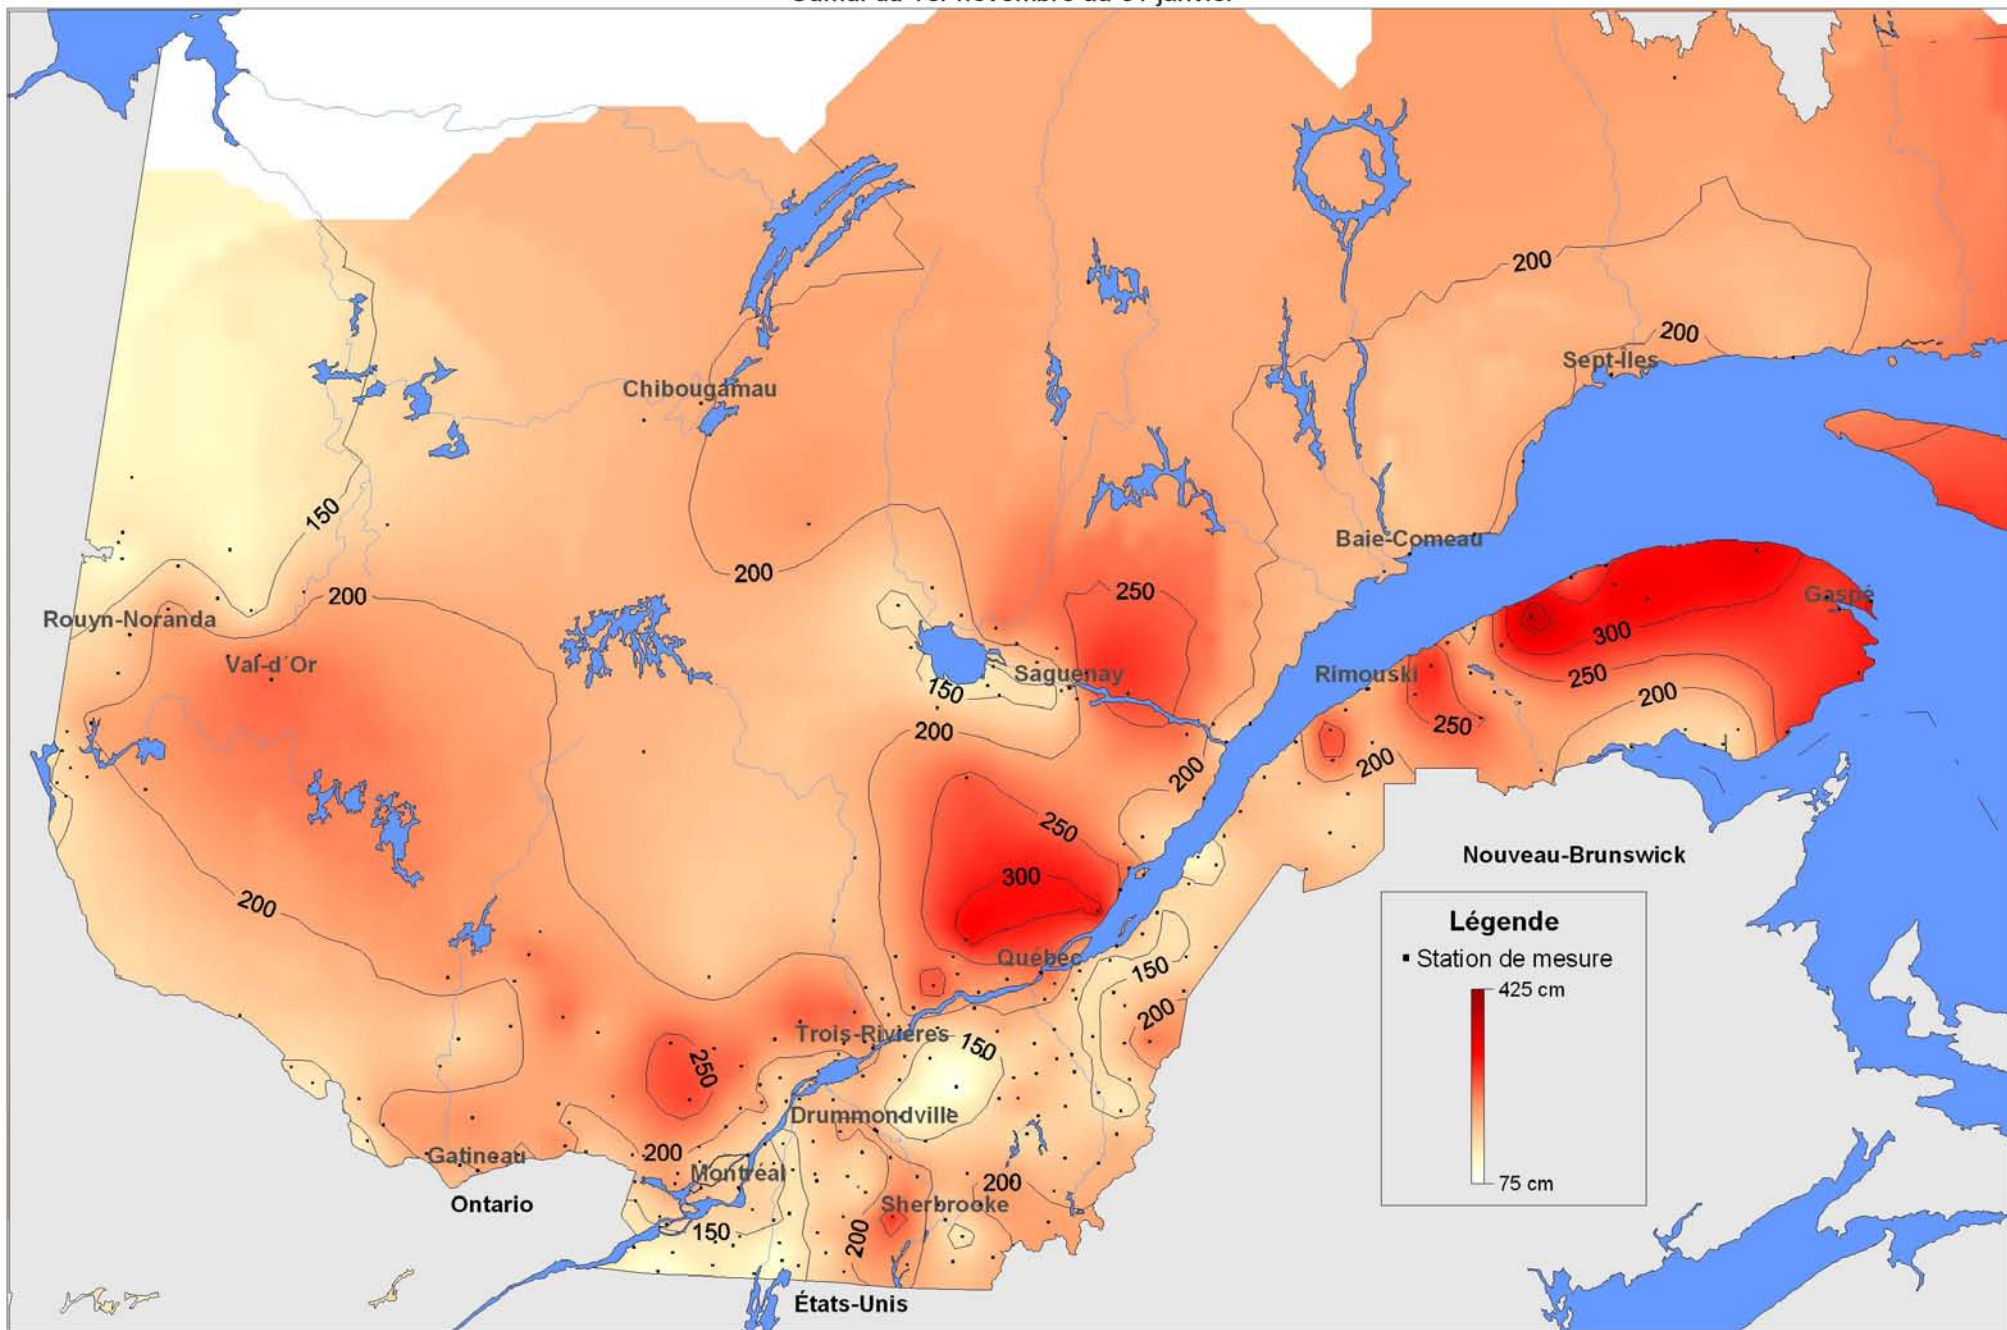 200
200
Sept-Îles
Chibougamau
150
Baie-Comeau
200
250
200
Gaspé
Rouyn-Noranda
300
Val-d´Or
Saguenay
Rimouski
250
150
200
250
200
200
200
250
Nouveau-Brunswick
300
200
Légende
Québec
Station de mesure
150
425 cm
200
Trois-Rivières
150
250
Drummondville
200
Gatineau
Montréal
200
75 cm
Ontario
Sherbrooke
150
200
États-Unis